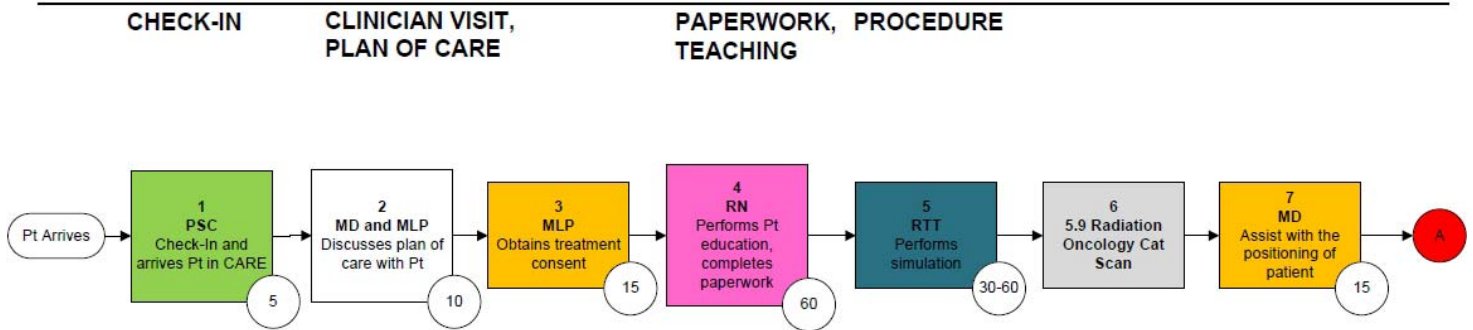 CHECK-IN
CLINICIAN VISIT,
PLAN OF CARE
PAPERWORK,
TEACHING
PROCEDURE
Pt Arrives
1
PSC
Check-In and
arrives Pt in CARE
5
2
MD and MLP
Discusses plan of
care with Pt
10
3
MLP
Obtains treatment
consent
15
4
RN
Performs Pt
education,
completes
paperwork
60
5
RTT
Performs
simulation
30-60
6
5.9 Radiation
Oncology Cat
Scan
7
MD
Assist with the
positioning of
patient
15
A